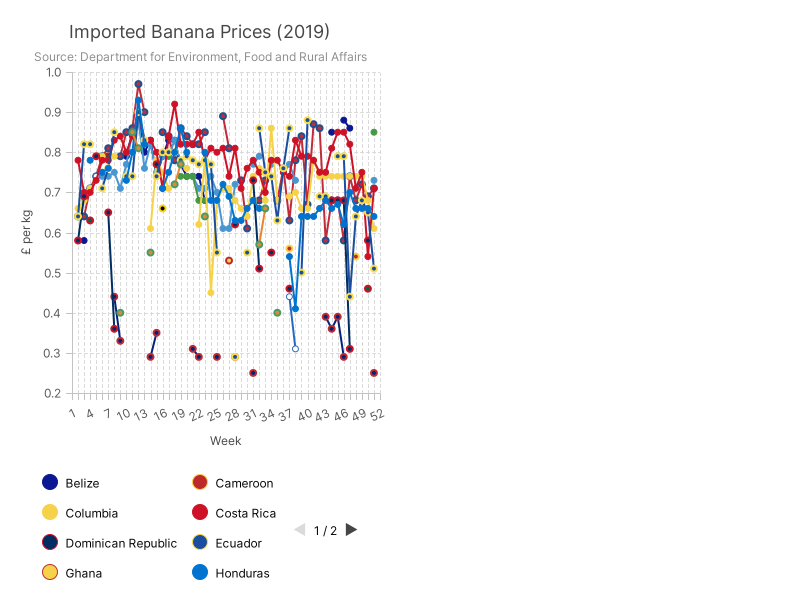 Imported Banana Prices (2019)
Source: Department for Environment, Food and Rural Affairs
1.0
0.9
0.8
0.7
0.6
0.5
0.4
0.3
0.2
£ per kg
1 4 7 10 13 16 19 22 25 28 31 34 37 40 43 46 49 52
Week
Belize Cameroon
Columbia Costa Rica
1 / 2
Dominican Republic Ecuador
Ghana Honduras